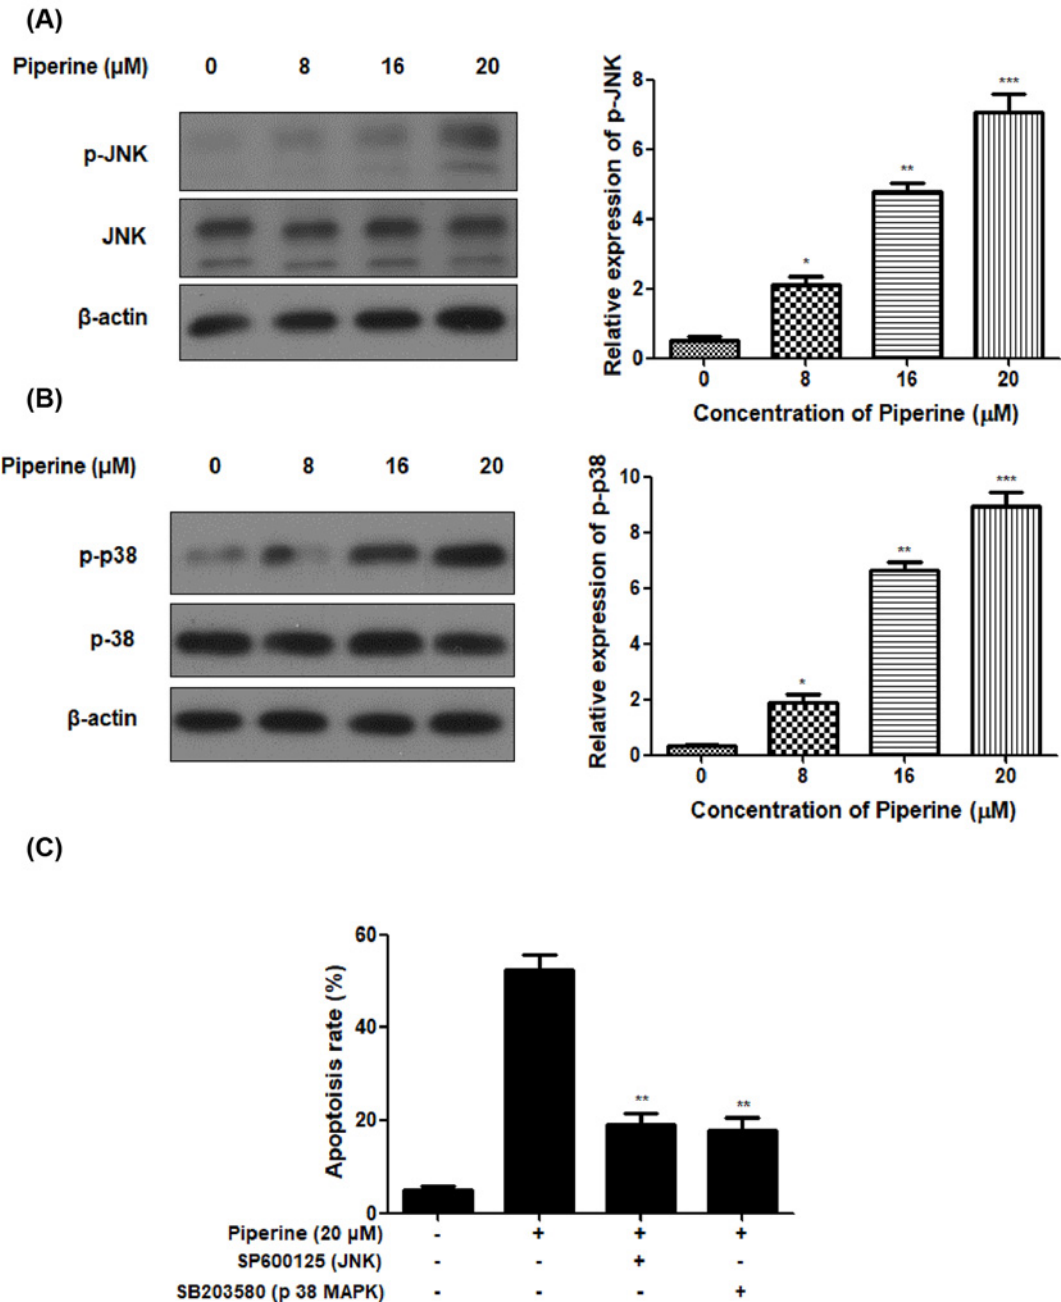 (A)
Piperine (µM) 0 8 16 20
p-JNK
JNK
β-actin
Relative expression of p-JNK
8
6
4
2
0
*
**
***
0 8 16 20
Concentration of Piperine (µM)
(B)
Piperine (µM) 0 8 16 20
p-p38
p-38
β-actin
Relative expression of p-p38
10
8
6
4
2
0
*
**
***
0 8 16 20
Concentration of Piperine (µM)
(C)
Apoptoisis rate (%)
60
40
20
0
**
**
Piperine (20 µM) - + + +
SP600125 (JNK) - - + -
SB203580 (p 38 MAPK) - - - +